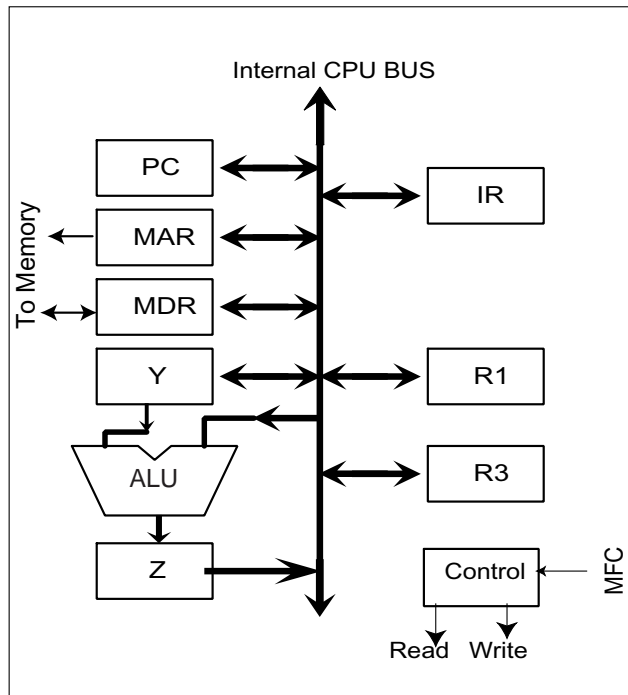 Internal CPU BUS
PC
IR
MAR
To Memory
MDR
Y
R1
ALU
R3
Z
Control
MFC
Read Write